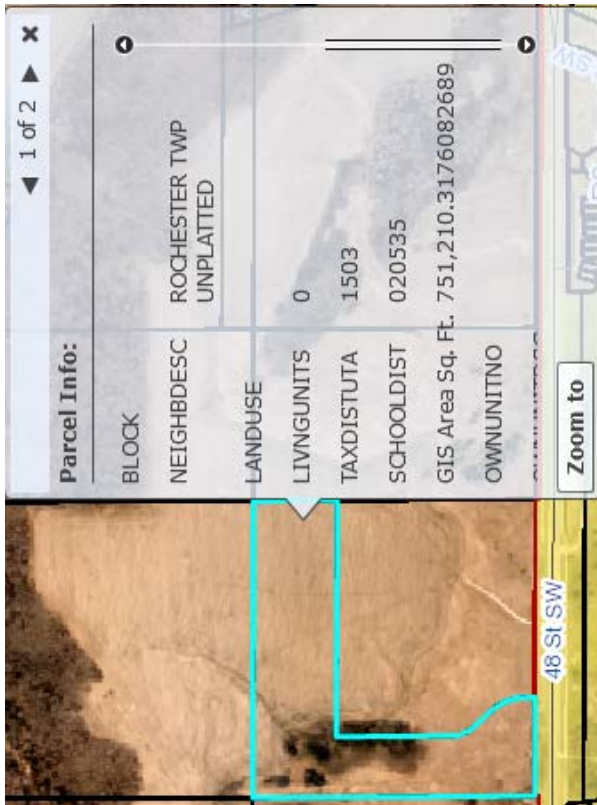 ◀ 1 of 2 ▶ ✖
Parcel Info:
BLOCK
NEIGHBDESC ROCHESTER TWP
UNPLATTED
LANDUSE
LIVNGUNITS 0
TAXDISTUTA 1503
SCHOOLDIST 020535
GIS Area Sq. Ft. 751,210.3176082689
OWNUNITNO
Zoom to
48 St SW
SW